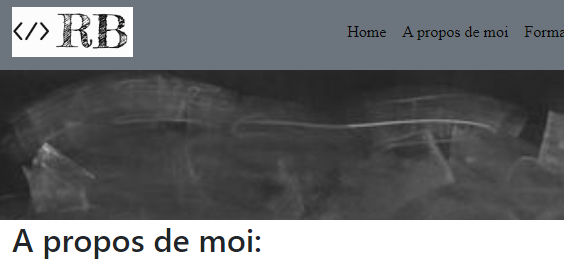 </> RB
Home A propos de moi Forma
A propos de moi: